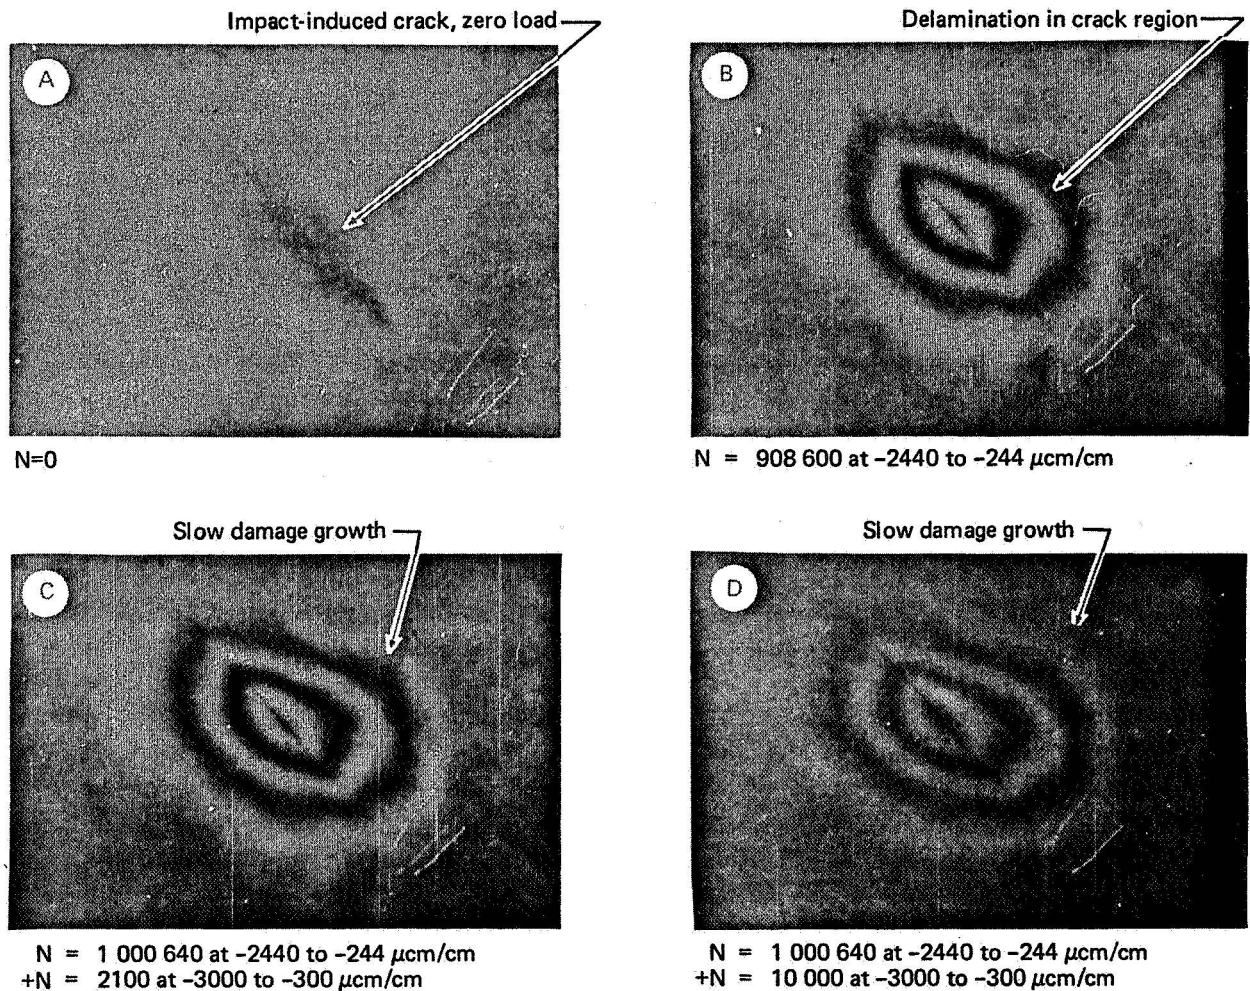 Impact-induced crack, zero load
A
N=0
Delamination in crack region
B
N = 908 600 at –2440 to –244 μcm/cm
Slow damage growth
C
N = 1 000 640 at –2440 to –244 μcm/cm
+N = 2100 at –3000 to –300 μcm/cm
Slow damage growth
D
N = 1 000 640 at –2440 to –244 μcm/cm
+N = 10 000 at –3000 to –300 μcm/cm